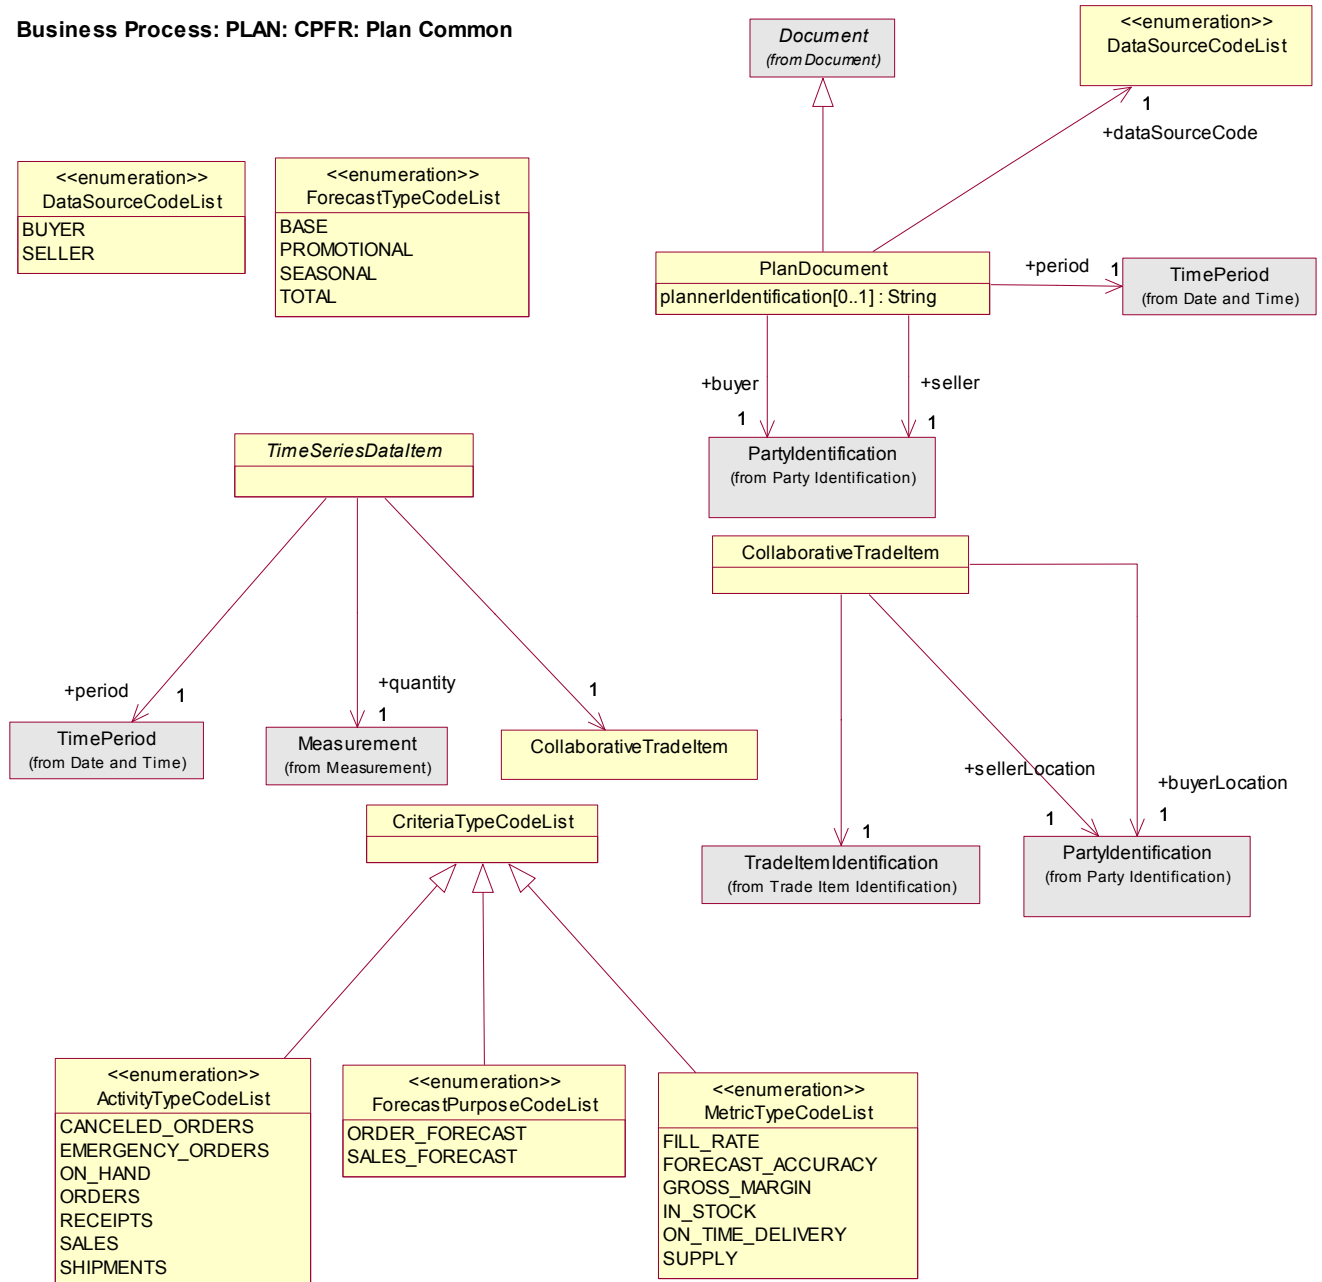 Business Process: PLAN: CPFR: Plan Common
Document
(from Document)
<<enumeration>>
DataSourceCodeList
1
+dataSourceCode
<<enumeration>>
DataSourceCodeList
BUYER
SELLER
<<enumeration>>
ForecastTypeCodeList
BASE
PROMOTIONAL
SEASONAL
TOTAL
PlanDocument
plannerIdentification[0..1] : String
+period
1
TimePeriod
(from Date and Time)
+buyer
1
+seller
1
PartyIdentification
(from Party Identification)
TimeSeriesDataItem
+period
1
+quantity
1
1
TimePeriod
(from Date and Time)
Measurement
(from Measurement)
CollaborativeTradeItem
CollaborativeTradeItem
+sellerLocation
+buyerLocation
1
1
1
TradeItemIdentification
(from Trade Item Identification)
PartyIdentification
(from Party Identification)
CriteriaTypeCodeList
<<enumeration>>
ActivityTypeCodeList
CANCELED_ORDERS
EMERGENCY_ORDERS
ON_HAND
ORDERS
RECEIPTS
SALES
SHIPMENTS
<<enumeration>>
ForecastPurposeCodeList
ORDER_FORECAST
SALES_FORECAST
<<enumeration>>
MetricTypeCodeList
FILL_RATE
FORECAST_ACCURACY
GROSS_MARGIN
IN_STOCK
ON_TIME_DELIVERY
SUPPLY